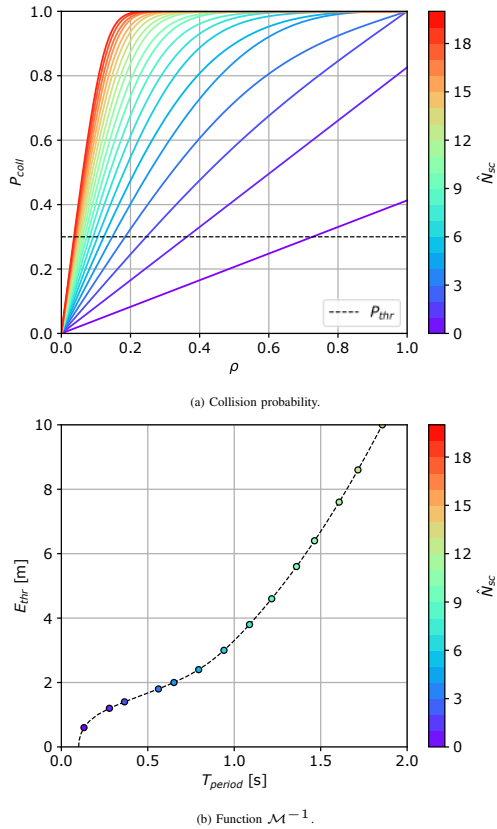 1.0
0.8
0.6
0.4
0.2
0.0
P_coll
0.0 0.2 0.4 0.6 0.8 1.0
ρ
P_thr
18
15
12
9
6
3
0
N̂_sc
(a) Collision probability.
10
8
6
4
2
0
E_thr [m]
0.0 0.5 1.0 1.5 2.0
T_period [s]
18
15
12
9
6
3
0
N̂_sc
(b) Function ℳ⁻¹.